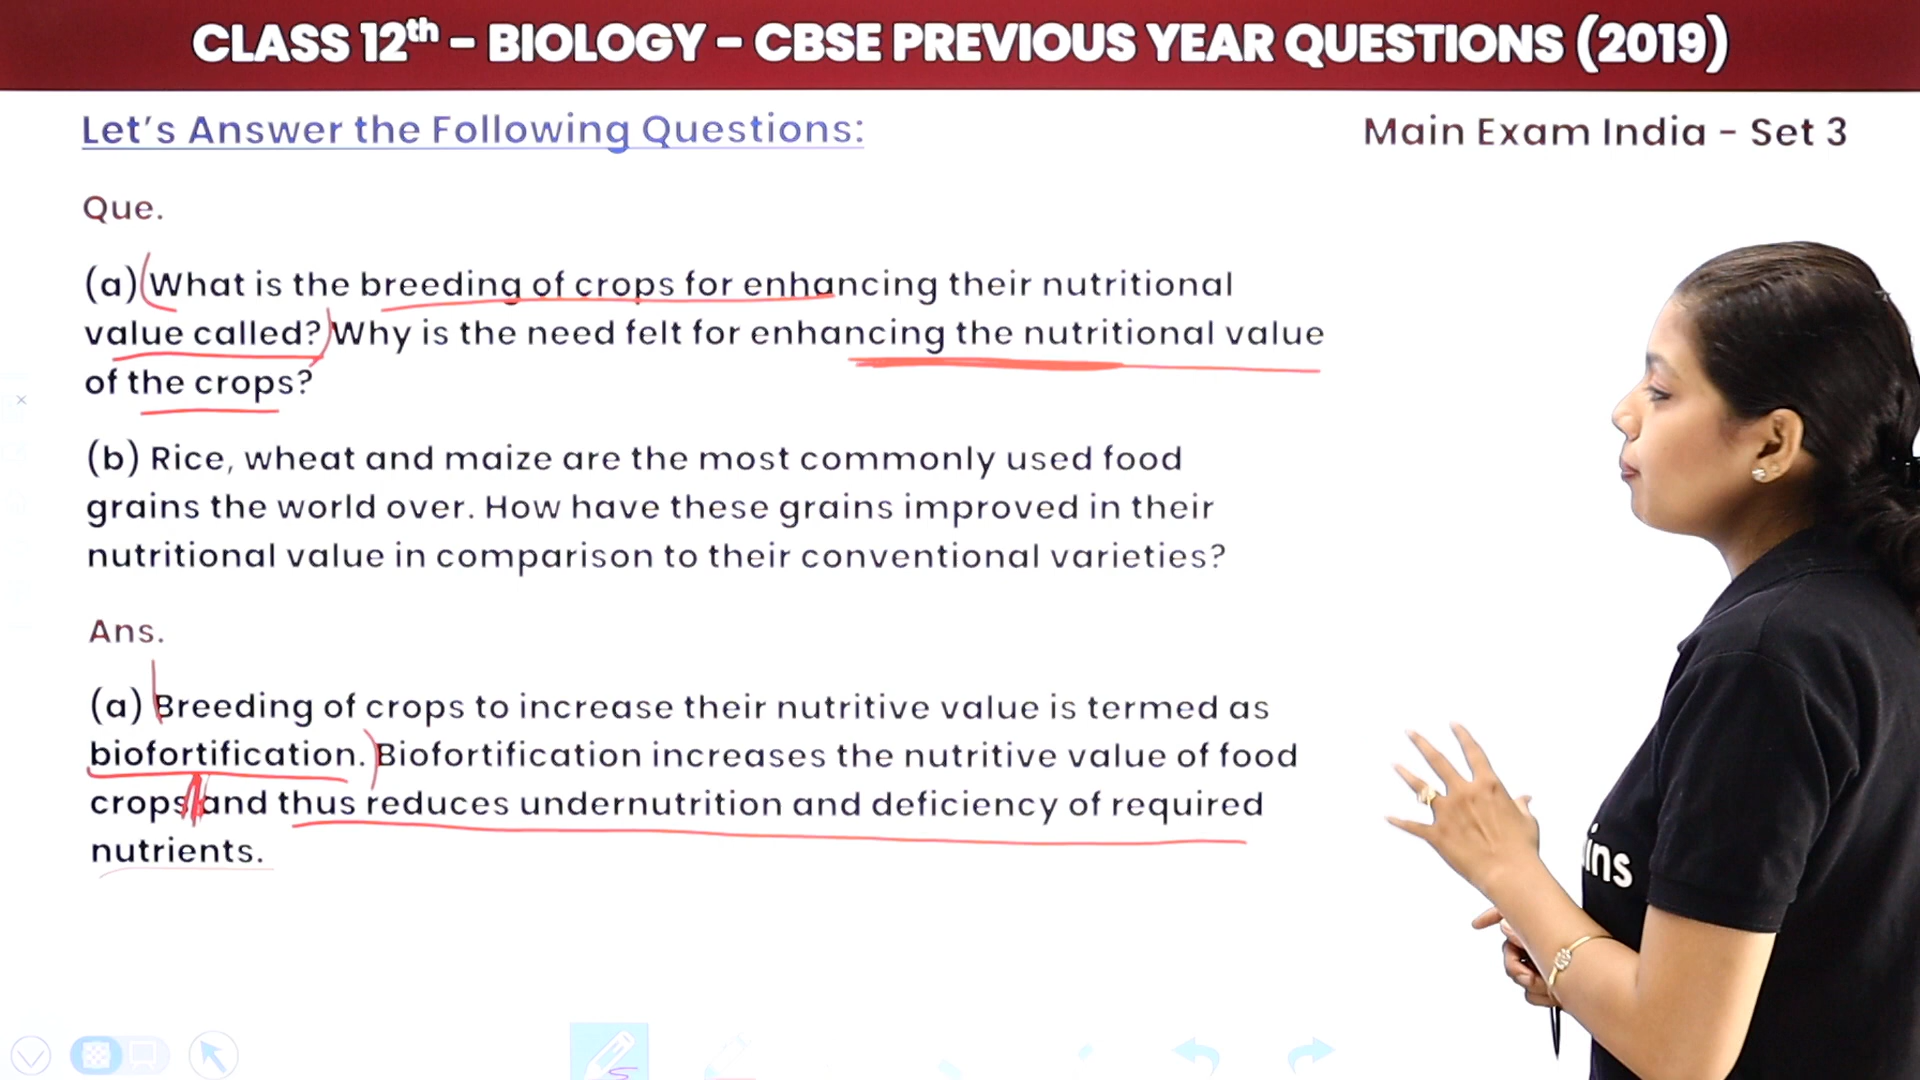 CLASS 12th - BIOLOGY - CBSE PREVIOUS YEAR QUESTIONS (2019)
Let's Answer the Following Questions:
Main Exam India - Set 3
Que.
(a) What is the breeding of crops for enhancing their nutritional
value called? Why is the need felt for enhancing the nutritional value
of the crops?
(b) Rice, wheat and maize are the most commonly used food
grains the world over. How have these grains improved in their
nutritional value in comparison to their conventional varieties?
Ans.
(a) Breeding of crops to increase their nutritive value is termed as
biofortification. Biofortification increases the nutritive value of food
crops and thus reduces undernutrition and deficiency of required
nutrients.